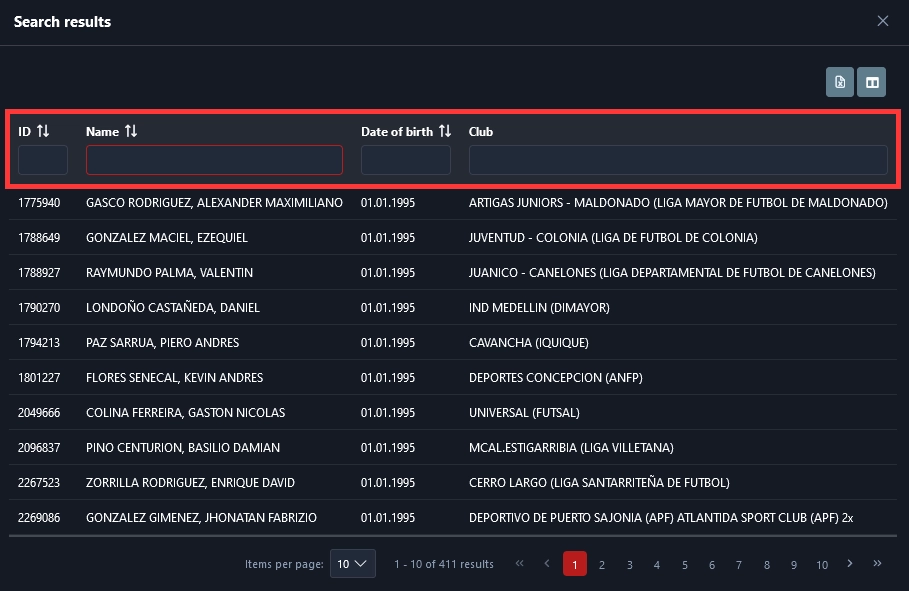 Search results
ID Name Date of birth Club
1775940 GASCO RODRIGUEZ, ALEXANDER MAXIMILIANO 01.01.1995 ARTIGAS JUNIORS - MALDONADO (LIGA MAYOR DE FUTBOL DE MALDONADO)
1788649 GONZALEZ MACIEL, EZEQUIEL 01.01.1995 JUVENTUD - COLONIA (LIGA DE FUTBOL DE COLONIA)
1788927 RAYMUNDO PALMA, VALENTIN 01.01.1995 JUANICO - CANELONES (LIGA DEPARTAMENTAL DE FUTBOL DE CANELONES)
1790270 LONDOÑO CASTAÑEDA, DANIEL 01.01.1995 IND MEDELLIN (DIMAYOR)
1794213 PAZ SARRUA, PIERO ANDRES 01.01.1995 CAVANCHA (IQUIQUE)
1801227 FLORES SENECAL, KEVIN ANDRES 01.01.1995 DEPORTES CONCEPCION (ANFP)
2049666 COLINA FERREIRA, GASTON NICOLAS 01.01.1995 UNIVERSAL (FUTSAL)
2096837 PINO CENTURION, BASILIO DAMIAN 01.01.1995 MCAL.ESTIGARRIBIA (LIGA VILLETANA)
2267523 ZORRILLA RODRIGUEZ, ENRIQUE DAVID 01.01.1995 CERRO LARGO (LIGA SANTARRITEÑA DE FUTBOL)
2269086 GONZALEZ GIMENEZ, JHONATAN FABRIZIO 01.01.1995 DEPORTIVO DE PUERTO SAJONIA (APF) ATLANTIDA SPORT CLUB (APF) 2x
Items per page: 10 1 - 10 of 411 results « ‹ 1 2 3 4 5 6 7 8 9 10 › »